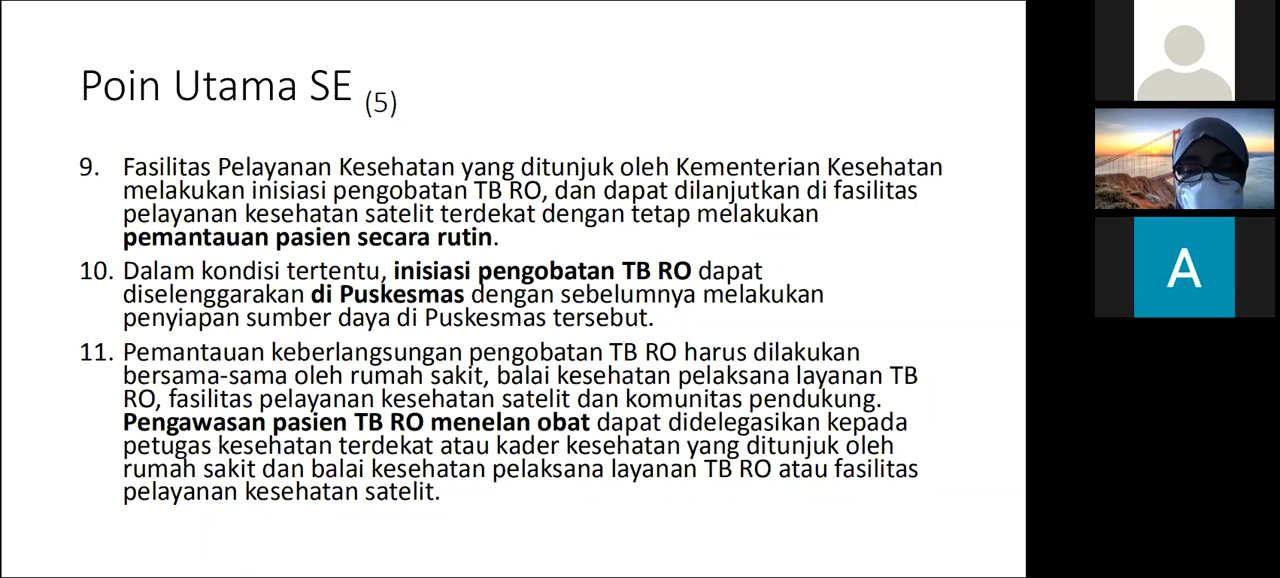 Poin Utama SE (5)
9. Fasilitas Pelayanan Kesehatan yang ditunjuk oleh Kementerian Kesehatan
melakukan inisiasi pengobatan TB RO, dan dapat dilanjutkan di fasilitas
pelayanan kesehatan satelit terdekat dengan tetap melakukan
pemantauan pasien secara rutin.
10. Dalam kondisi tertentu, inisiasi pengobatan TB RO dapat
diselenggarakan di Puskesmas dengan sebelumnya melakukan
penyiapan sumber daya di Puskesmas tersebut.
11. Pemantauan keberlangsungan pengobatan TB RO harus dilakukan
bersama-sama oleh rumah sakit, balai kesehatan pelaksana layanan TB
RO, fasilitas pelayanan kesehatan satelit dan komunitas pendukung.
Pengawasan pasien TB RO menelan obat dapat didelegasikan kepada
petugas kesehatan terdekat atau kader kesehatan yang ditunjuk oleh
rumah sakit dan balai kesehatan pelaksana layanan TB RO atau fasilitas
pelayanan kesehatan satelit.
A